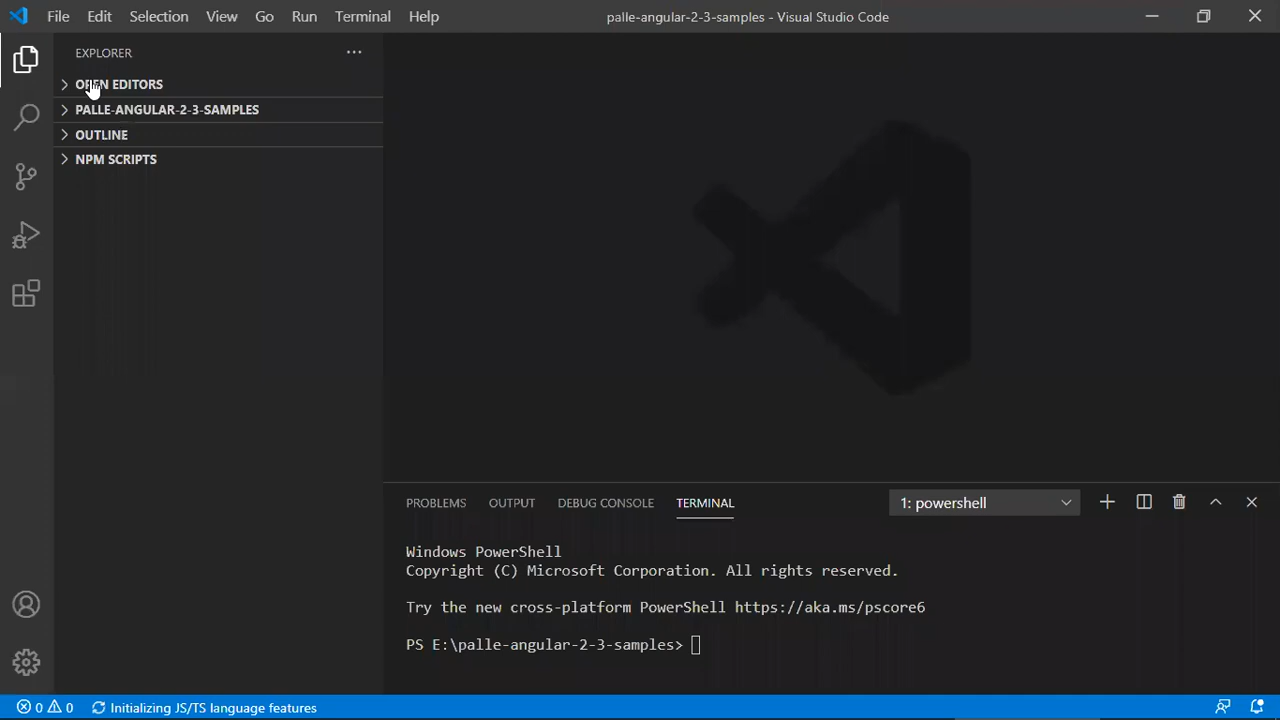 File Edit Selection View Go Run Terminal Help
palle-angular-2-3-samples - Visual Studio Code
EXPLORER
OPEN EDITORS
PALLE-ANGULAR-2-3-SAMPLES
OUTLINE
NPM SCRIPTS
PROBLEMS OUTPUT DEBUG CONSOLE TERMINAL 1: powershell
Windows PowerShell
Copyright (C) Microsoft Corporation. All rights reserved.
Try the new cross-platform PowerShell https://aka.ms/pscore6
PS E:\palle-angular-2-3-samples>
0 0 Initializing JS/TS language features